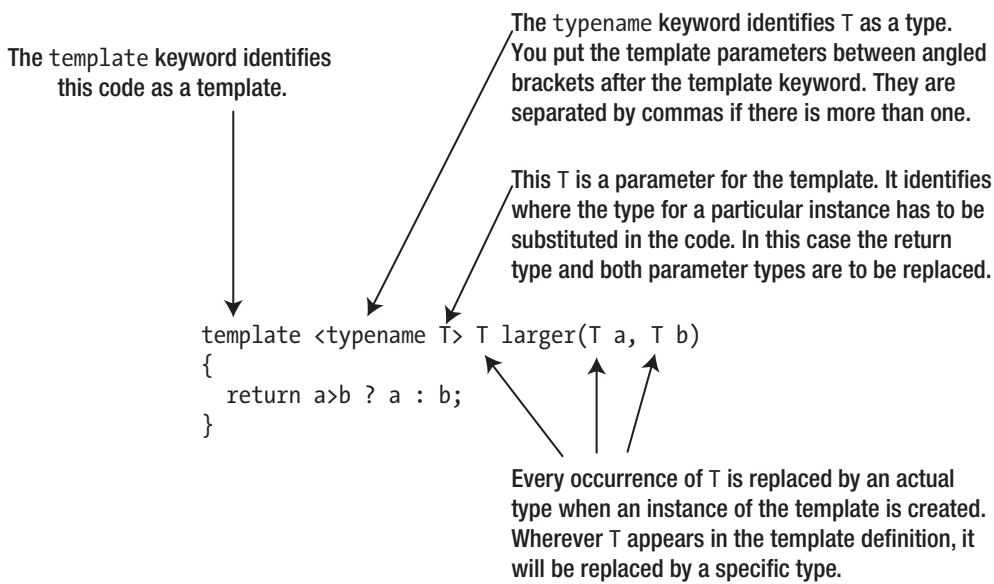 The template keyword identifies
this code as a template.
The typename keyword identifies T as a type.
You put the template parameters between angled
brackets after the template keyword. They are
separated by commas if there is more than one.
This T is a parameter for the template. It identifies
where the type for a particular instance has to be
substituted in the code. In this case the return
type and both parameter types are to be replaced.
template <typename T> T larger(T a, T b)
{
  return a>b ? a : b;
}
Every occurrence of T is replaced by an actual
type when an instance of the template is created.
Wherever T appears in the template definition, it
will be replaced by a specific type.